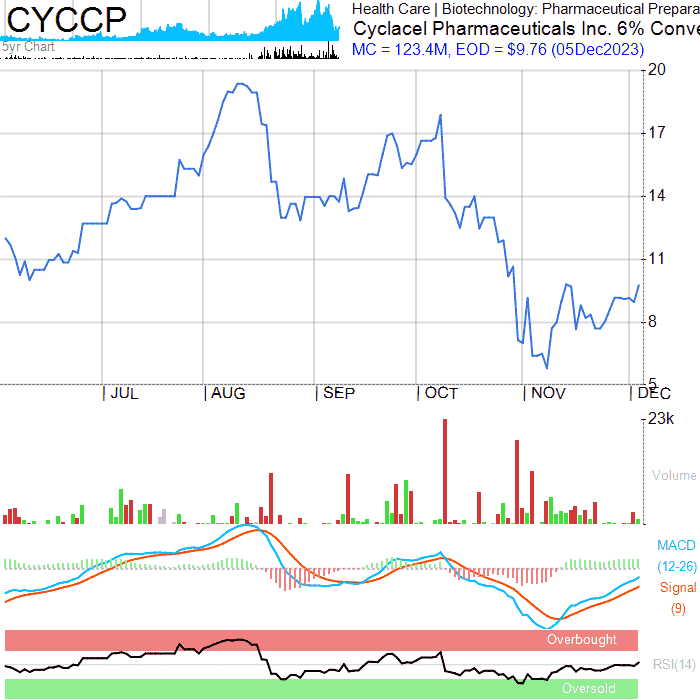 CYCCP
5yr Chart
Health Care | Biotechnology: Pharmaceutical Prepara
Cyclacel Pharmaceuticals Inc. 6% Conve
MC = 123.4M, EOD = $9.76 (05Dec2023)
20
17
14
11
8
5
JUL AUG SEP OCT NOV DEC
23k
Volume
MACD
(12-26)
Signal
(9)
Overbought
RSI(14)
Oversold